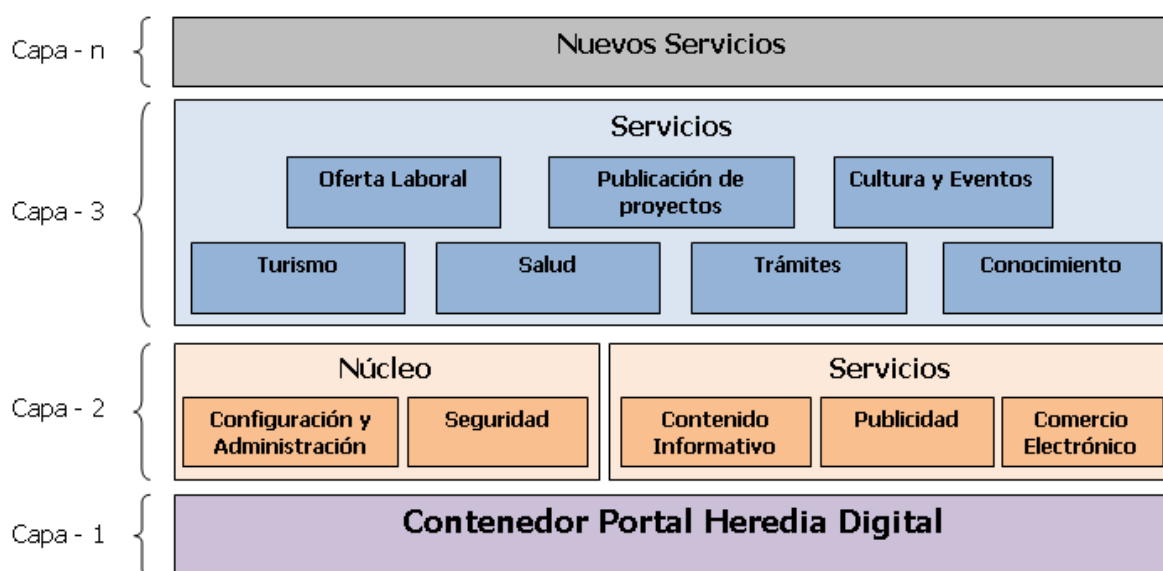 Capa - n
Nuevos Servicios
Capa - 3
Servicios
Oferta Laboral
Publicación de
proyectos
Cultura y Eventos
Turismo
Salud
Trámites
Conocimiento
Capa - 2
Núcleo
Configuración y
Administración
Seguridad
Servicios
Contenido
Informativo
Publicidad
Comercio
Electrónico
Capa - 1
Contenedor Portal Heredia Digital